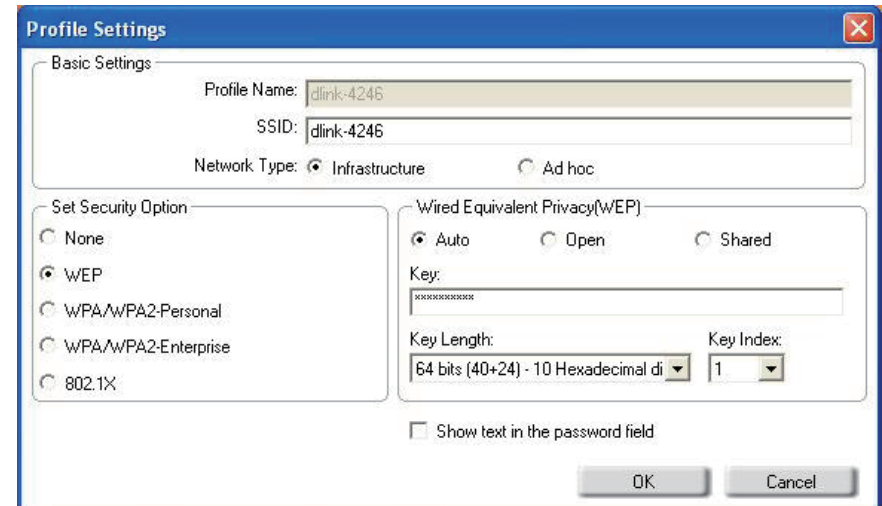 Profile Settings
Basic Settings
Profile Name: dlink-4246
SSID: dlink-4246
Network Type: Infrastructure Ad hoc
Set Security Option
None
WEP
WPA/WPA2-Personal
WPA/WPA2-Enterprise
802.1X
Wired Equivalent Privacy(WEP)
Auto Open Shared
Key:
**********
Key Length: Key Index:
64 bits (40+24) - 10 Hexadecimal di 1
Show text in the password field
OK Cancel